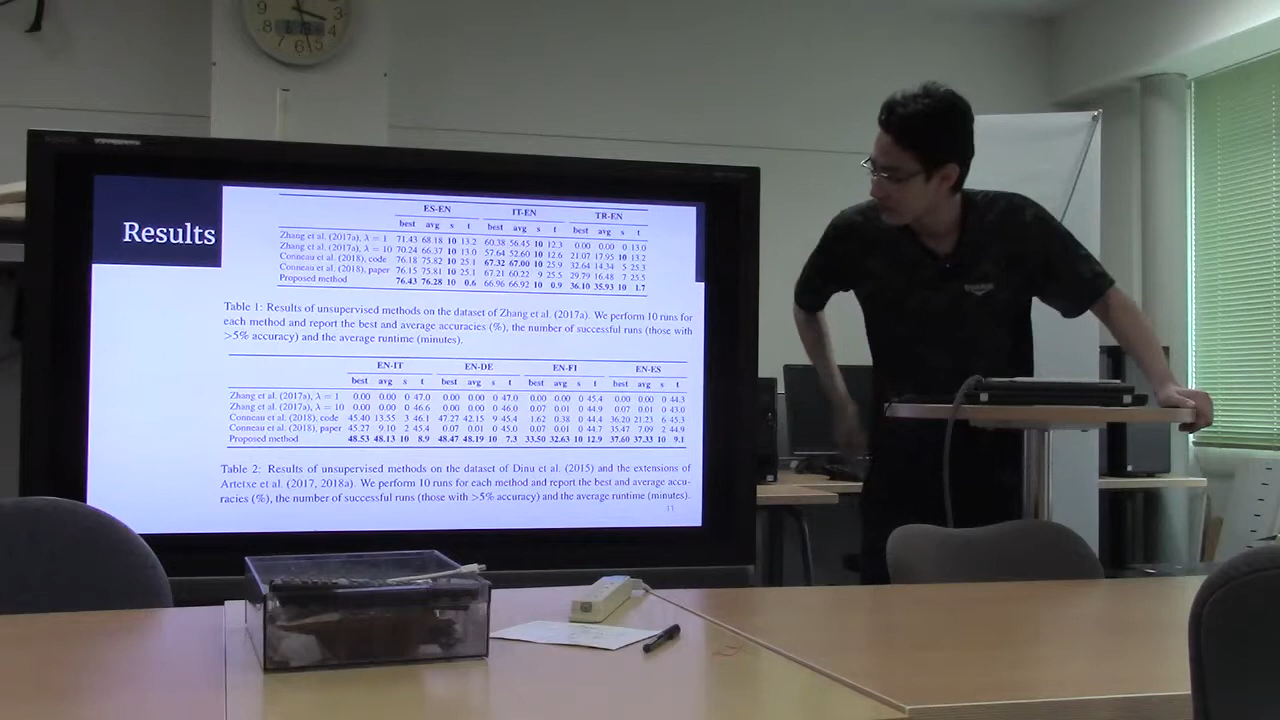 Results
ES-EN IT-EN TR-EN
best avg s t best avg s t best avg s t
Zhang et al. (2017a), λ = 1 71.43 68.18 10 13.2 60.38 56.45 10 12.3 0.00 0.00 0 13.0
Zhang et al. (2017a), λ = 10 70.24 66.37 10 13.0 57.64 52.60 10 12.6 21.07 17.95 10 13.2
Conneau et al. (2018), code 76.18 75.82 10 25.1 67.32 67.00 10 25.9 32.64 14.34 5 25.3
Conneau et al. (2018), paper 76.15 75.81 10 25.1 67.21 60.22 9 25.5 29.79 16.48 7 25.5
Proposed method 76.43 76.28 10 0.6 66.96 66.92 10 0.9 36.10 35.93 10 1.7
Table 1: Results of unsupervised methods on the dataset of Zhang et al. (2017a). We perform 10 runs for
each method and report the best and average accuracies (%), the number of successful runs (those with
>5% accuracy) and the average runtime (minutes).
EN-IT EN-DE EN-FI EN-ES
best avg s t best avg s t best avg s t best avg s t
Zhang et al. (2017a), λ = 1 0.00 0.00 0 47.0 0.00 0.00 0 47.0 0.00 0.00 0 45.4 0.00 0.00 0 44.3
Zhang et al. (2017a), λ = 10 0.00 0.00 0 46.6 0.00 0.00 0 46.0 0.07 0.01 0 44.9 0.07 0.01 0 43.0
Conneau et al. (2018), code 45.40 13.55 3 46.1 47.27 42.15 9 45.4 1.62 0.38 0 44.4 36.20 21.23 6 45.3
Conneau et al. (2018), paper 45.27 9.10 2 45.4 0.07 0.01 0 45.0 0.07 0.01 0 44.7 35.47 7.09 2 44.9
Proposed method 48.53 48.13 10 8.9 48.47 48.19 10 7.3 33.50 32.63 10 12.9 37.60 37.33 10 9.1
Table 2: Results of unsupervised methods on the dataset of Dinu et al. (2015) and the extensions of
Artetxe et al. (2017, 2018a). We perform 10 runs for each method and report the best and average accu-
racies (%), the number of successful runs (those with >5% accuracy) and the average runtime (minutes).
11